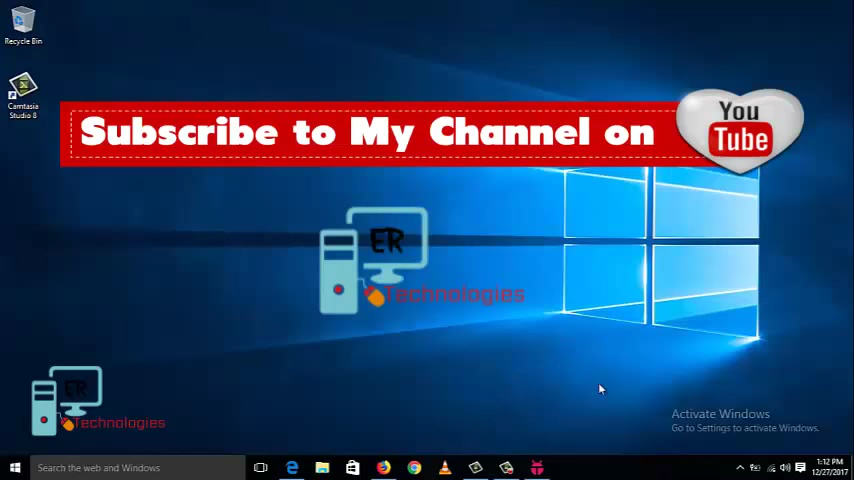 Recycle Bin
Camtasia
Studio 8
Subscribe to My Channel on
You
Tube
ER
Technologies
ER
Technologies
Activate Windows
Go to Settings to activate Windows.
Search the web and Windows
1:12 PM
12/27/2017